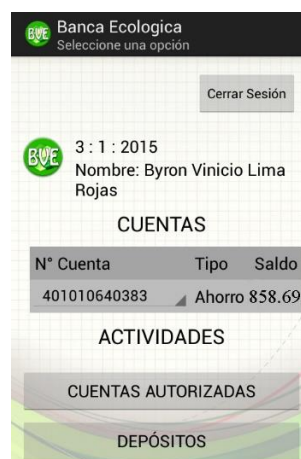 BVE
Banca Ecologica
Seleccione una opción
Cerrar Sesión
BVE
3 : 1 : 2015
Nombre: Byron Vinicio Lima
Rojas
CUENTAS
N° Cuenta Tipo Saldo
401010640383 Ahorro 858.69
ACTIVIDADES
CUENTAS AUTORIZADAS
DEPÓSITOS